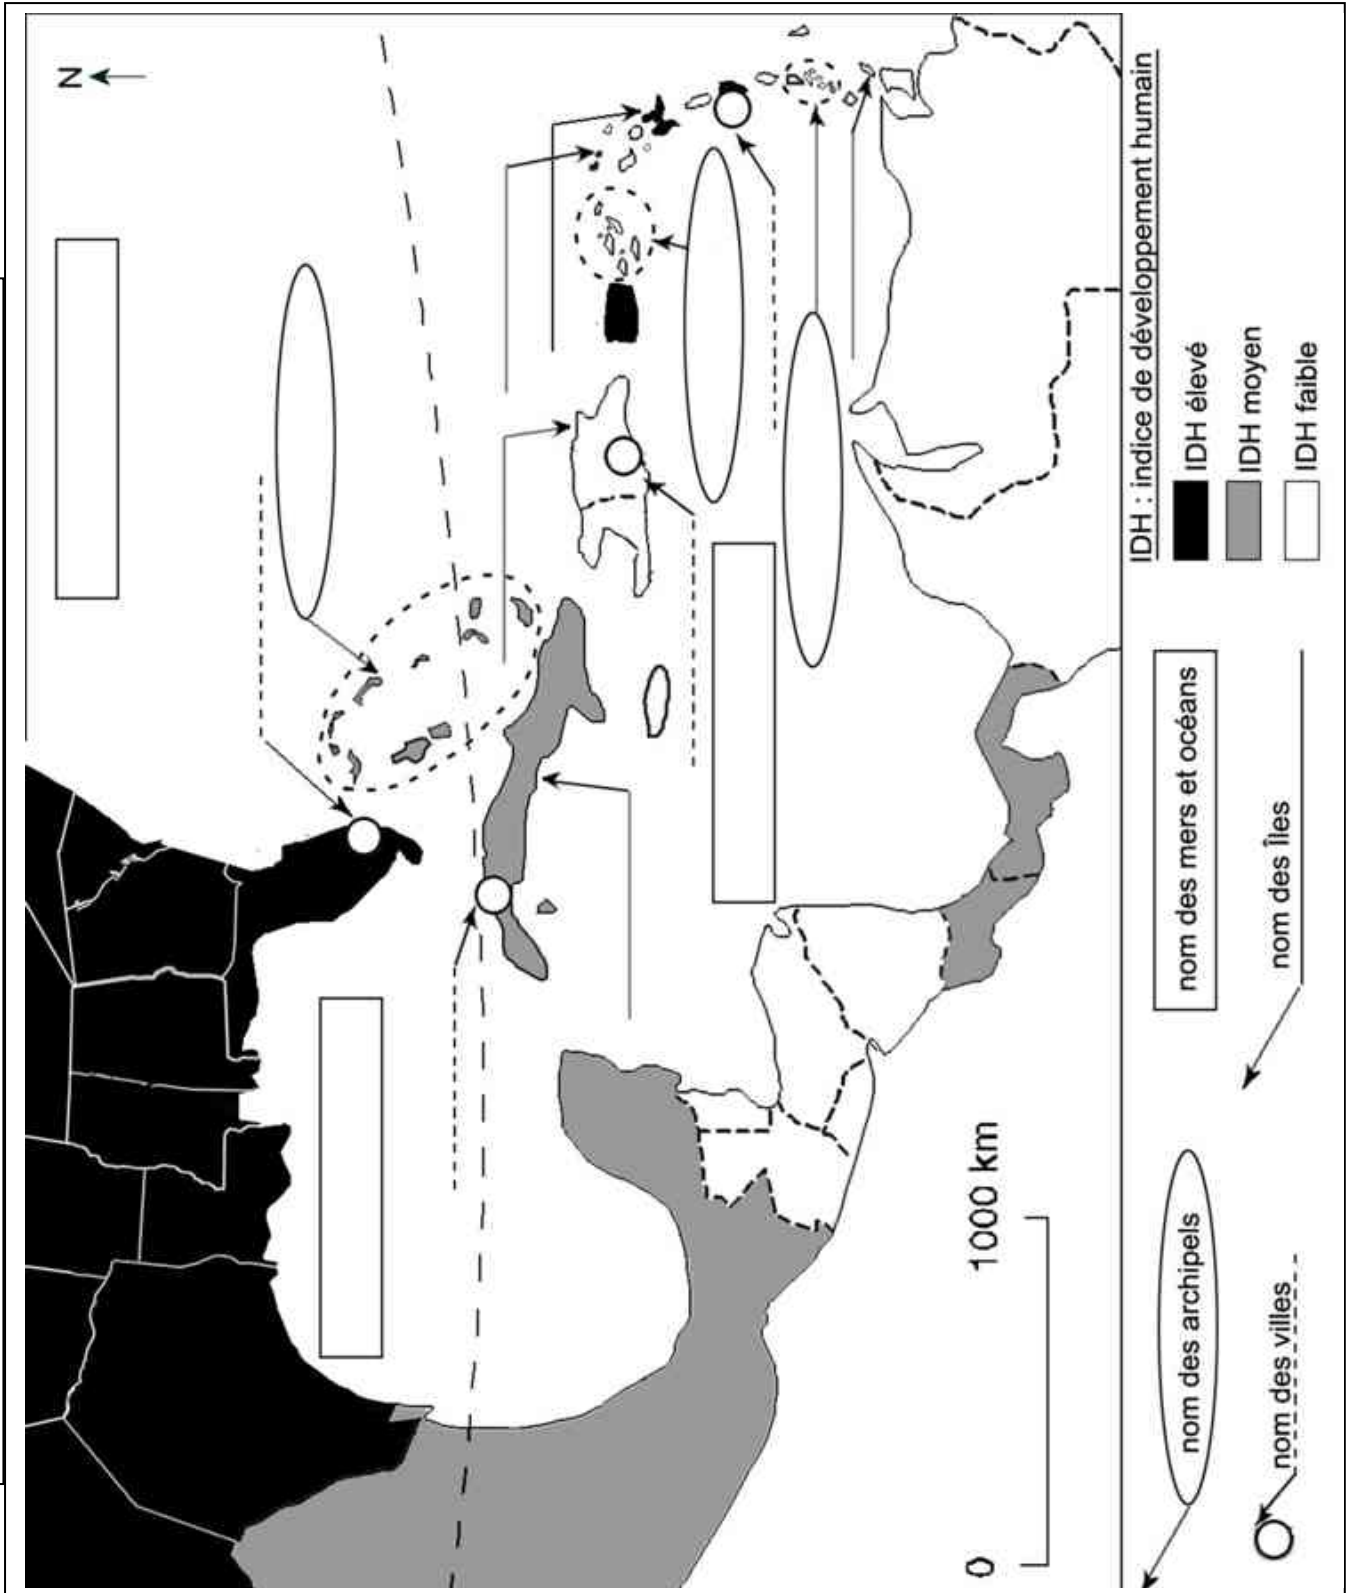 N
IDH : indice de développement humain
IDH élevé
IDH moyen
IDH faible
nom des mers et océans
nom des îles
nom des archipels
nom des villes
0 1000 km